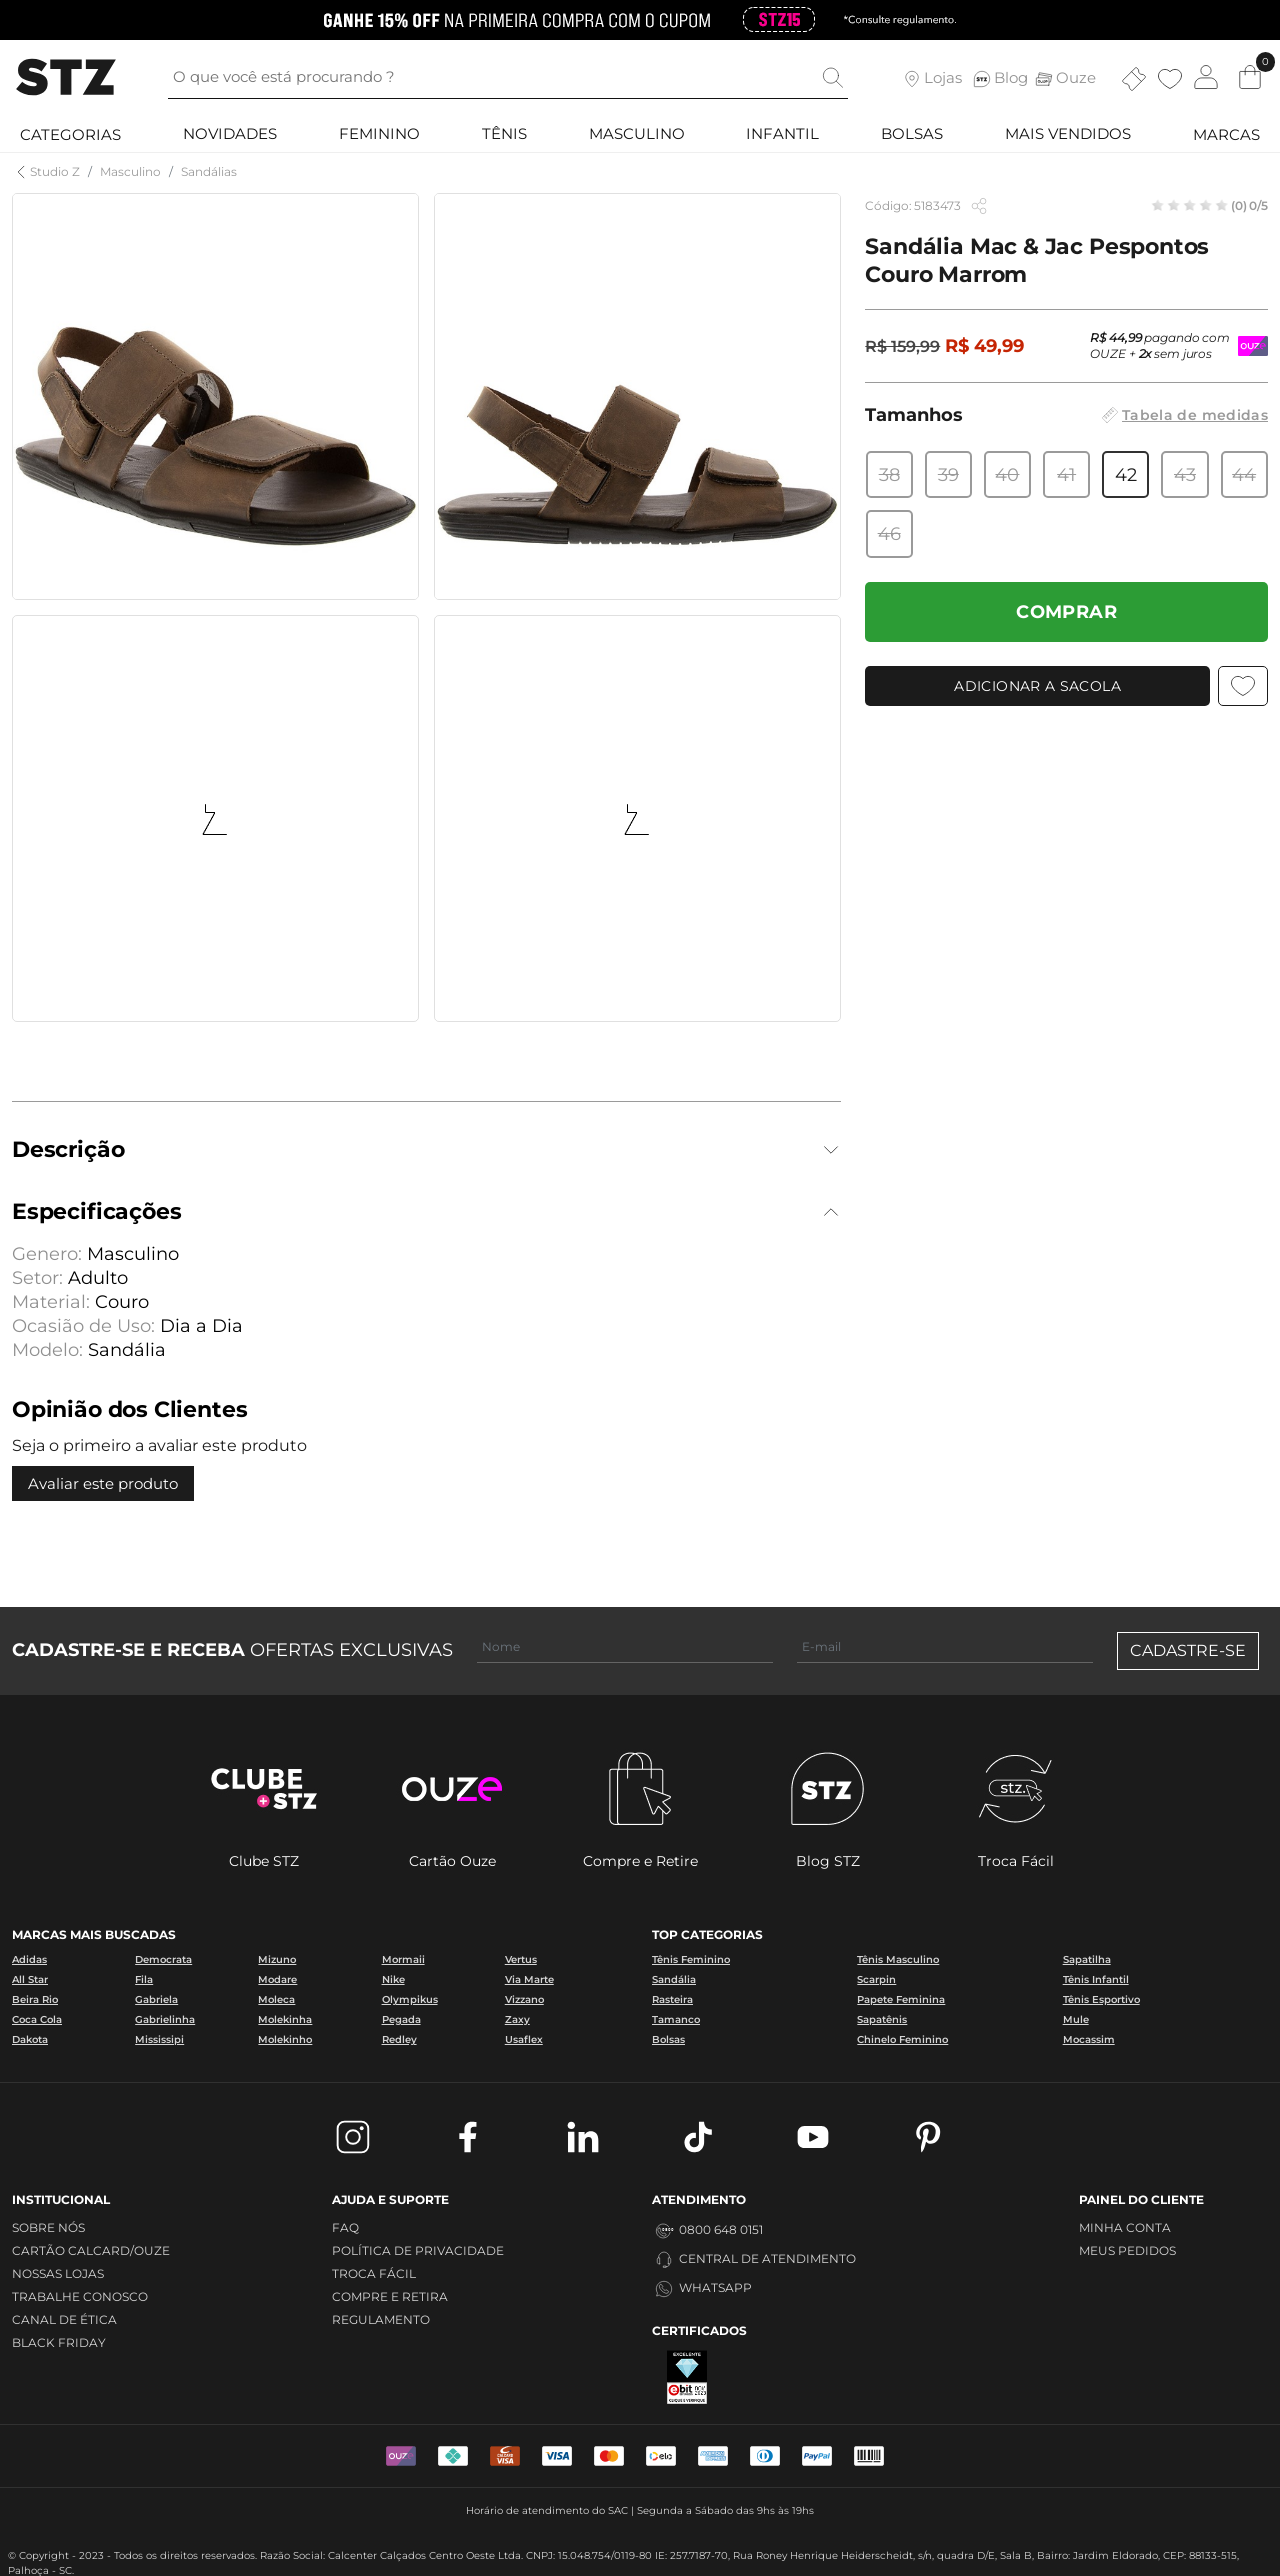 GANHE 15% OFF NA PRIMEIRA COMPRA COM O CUPOM STZ15 *Consulte regulamento.
STZ
O que você está procurando ?
Lojas
Blog
Ouze
0
CATEGORIAS NOVIDADES FEMININO TÊNIS MASCULINO INFANTIL BOLSAS MAIS VENDIDOS MARCAS
Studio Z / Masculino / Sandálias
Código: 5183473
(0) 0/5
Sandália Mac & Jac Pespontos
Couro Marrom
R$ 159,99 R$ 49,99
R$ 44,99 pagando com
OUZE + 2x sem juros
OUZE
Tamanhos
Tabela de medidas
38 39 40 41 42 43 44
46
COMPRAR
ADICIONAR A SACOLA
Descrição
Especificações
Genero: Masculino
Setor: Adulto
Material: Couro
Ocasião de Uso: Dia a Dia
Modelo: Sandália
Opinião dos Clientes
Seja o primeiro a avaliar este produto
Avaliar este produto
CADASTRE-SE E RECEBA OFERTAS EXCLUSIVAS
Nome
E-mail
CADASTRE-SE
CLUBE
+STZ
ouze
STZ
stz.
Clube STZ
Cartão Ouze
Compre e Retire
Blog STZ
Troca Fácil
MARCAS MAIS BUSCADAS
Adidas Democrata Mizuno Mormaii Vertus
All Star Fila Modare Nike Via Marte
Beira Rio Gabriela Moleca Olympikus Vizzano
Coca Cola Gabrielinha Molekinha Pegada Zaxy
Dakota Mississipi Molekinho Redley Usaflex
TOP CATEGORIAS
Tênis Feminino Tênis Masculino Sapatilha
Sandália Scarpin Tênis Infantil
Rasteira Papete Feminina Tênis Esportivo
Tamanco Sapatênis Mule
Bolsas Chinelo Feminino Mocassim
INSTITUCIONAL
SOBRE NÓS
CARTÃO CALCARD/OUZE
NOSSAS LOJAS
TRABALHE CONOSCO
CANAL DE ÉTICA
BLACK FRIDAY
AJUDA E SUPORTE
FAQ
POLÍTICA DE PRIVACIDADE
TROCA FÁCIL
COMPRE E RETIRA
REGULAMENTO
ATENDIMENTO
0800 648 0151
CENTRAL DE ATENDIMENTO
WHATSAPP
CERTIFICADOS
EXCELENTE
ebit
CLIQUE E VERIFIQUE
PAINEL DO CLIENTE
MINHA CONTA
MEUS PEDIDOS
OUZE
VISA
VISA
elo
PayPal
Horário de atendimento do SAC | Segunda a Sábado das 9hs às 19hs
© Copyright - 2023 - Todos os direitos reservados. Razão Social: Calcenter Calçados Centro Oeste Ltda. CNPJ: 15.048.754/0119-80 IE: 257.7187-70, Rua Roney Henrique Heiderscheidt, s/n, quadra D/E, Sala B, Bairro: Jardim Eldorado, CEP: 88133-515,
Palhoça - SC.